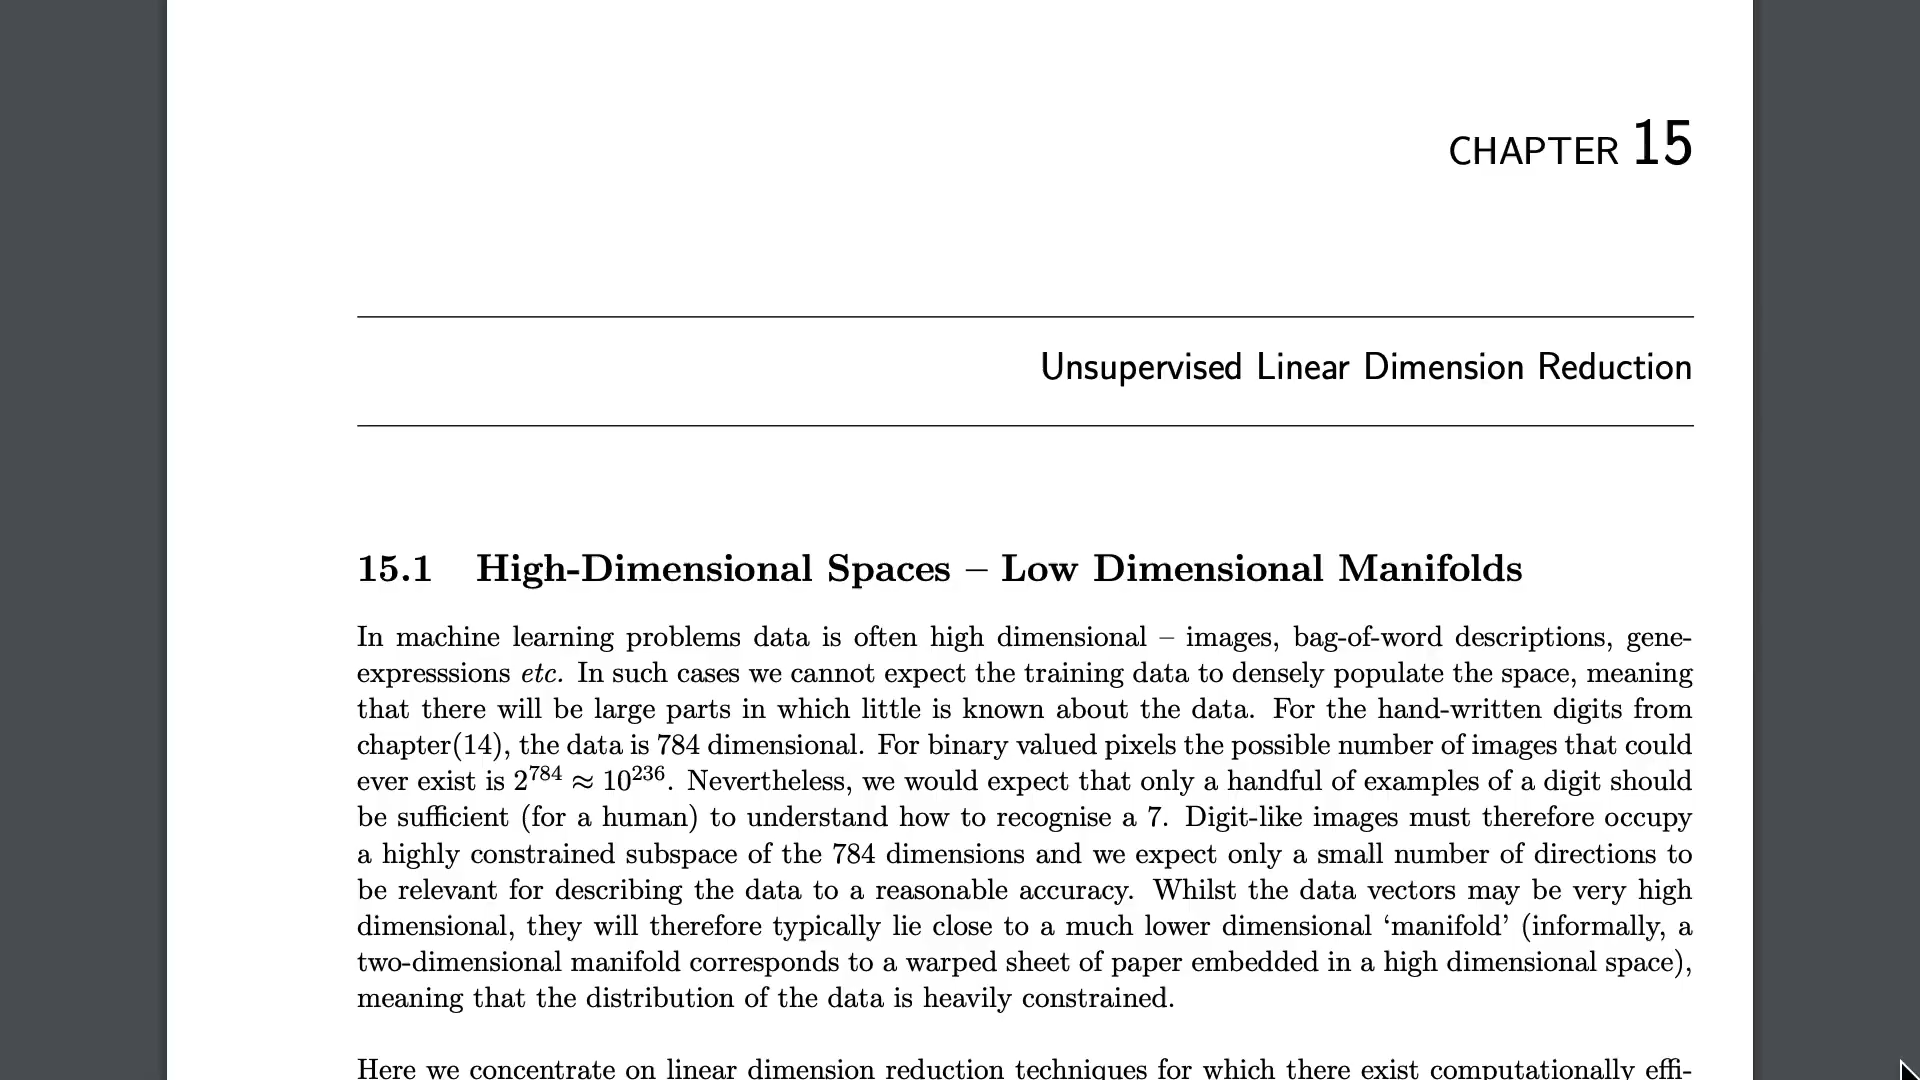 CHAPTER 15
Unsupervised Linear Dimension Reduction
15.1 High-Dimensional Spaces – Low Dimensional Manifolds
In machine learning problems data is often high dimensional – images, bag-of-word descriptions, gene-
expresssions etc. In such cases we cannot expect the training data to densely populate the space, meaning
that there will be large parts in which little is known about the data. For the hand-written digits from
chapter(14), the data is 784 dimensional. For binary valued pixels the possible number of images that could
ever exist is 2^784 ≈ 10^236. Nevertheless, we would expect that only a handful of examples of a digit should
be sufficient (for a human) to understand how to recognise a 7. Digit-like images must therefore occupy
a highly constrained subspace of the 784 dimensions and we expect only a small number of directions to
be relevant for describing the data to a reasonable accuracy. Whilst the data vectors may be very high
dimensional, they will therefore typically lie close to a much lower dimensional ‘manifold’ (informally, a
two-dimensional manifold corresponds to a warped sheet of paper embedded in a high dimensional space),
meaning that the distribution of the data is heavily constrained.
Here we concentrate on linear dimension reduction techniques for which there exist computationally effi-